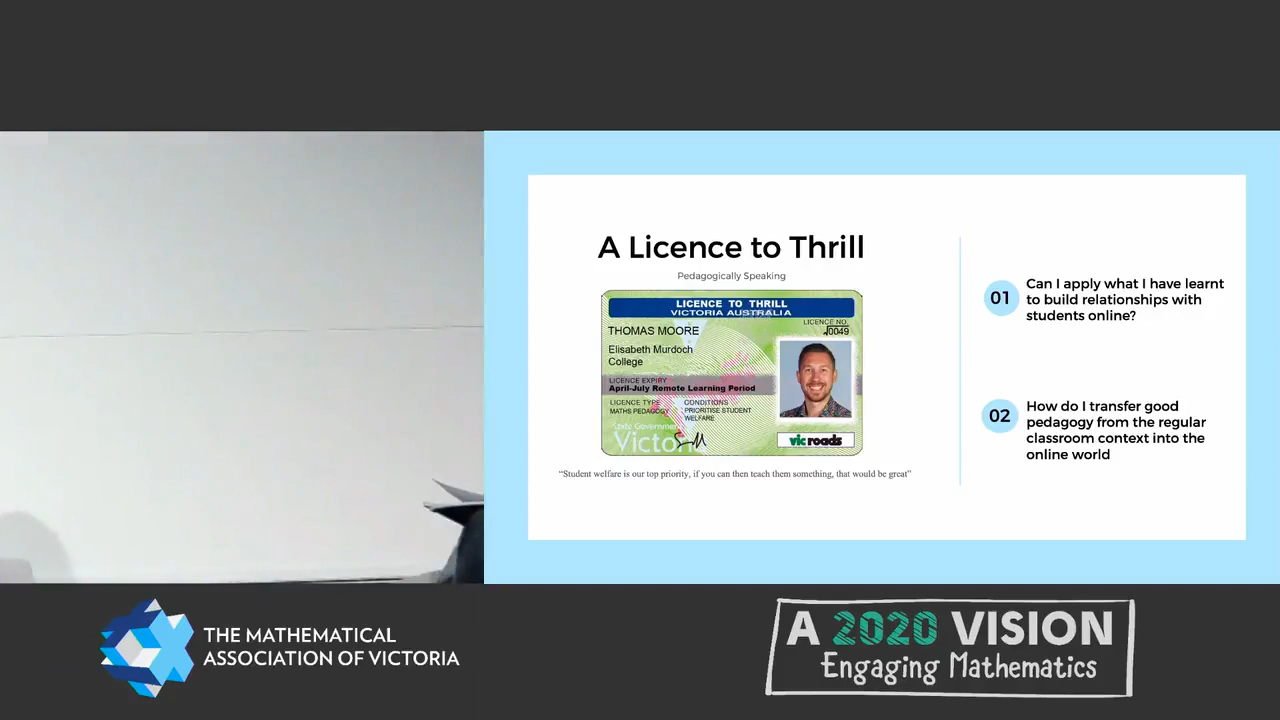 A Licence to Thrill
Pedagogically Speaking
LICENCE TO THRILL
VICTORIA AUSTRALIA
LICENCE NO.
√0049
THOMAS MOORE
Elisabeth Murdoch
College
LICENCE EXPIRY
April-July Remote Learning Period
LICENCE TYPE
MATHS PEDAGOGY
CONDITIONS
PRIORITISE STUDENT
WELFARE
State Government
Victoria
vicroads
“Student welfare is our top priority, if you can then teach them something, that would be great”
01
Can I apply what I have learnt
to build relationships with
students online?
02
How do I transfer good
pedagogy from the regular
classroom context into the
online world
THE MATHEMATICAL
ASSOCIATION OF VICTORIA
A 2020 VISION
Engaging Mathematics